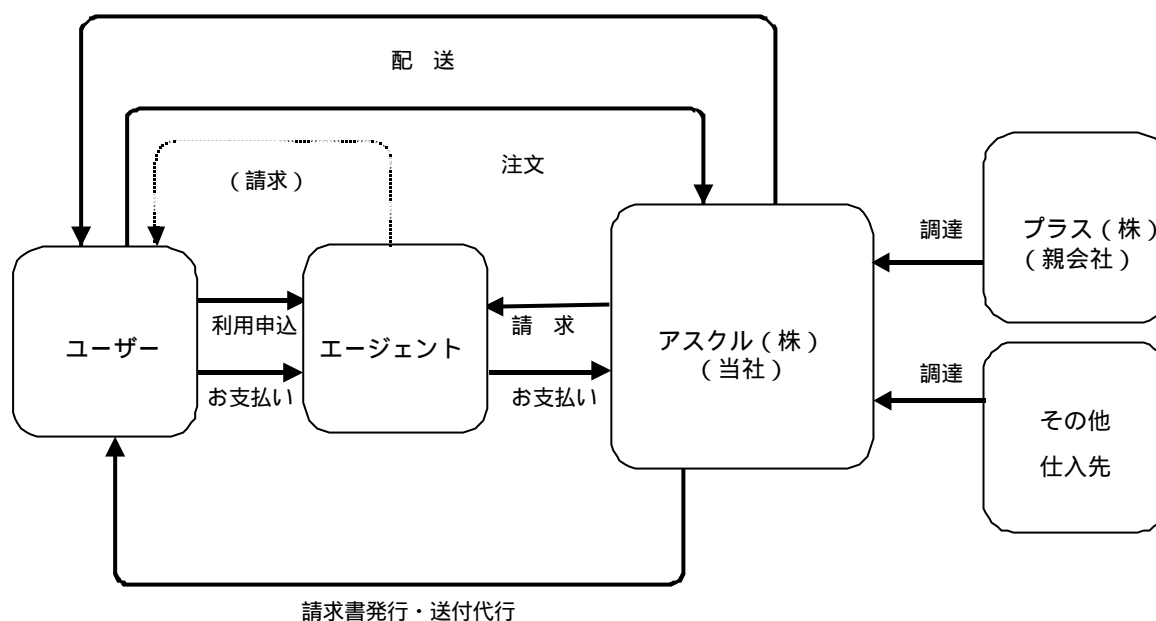 配　送
注文
（請求）
調達
プラス（株）
（親会社）
利用申込
請　求
ユーザー
エージェント
アスクル（株）
（当社）
お支払い
お支払い
調達
その他
仕入先
請求書発行・送付代行